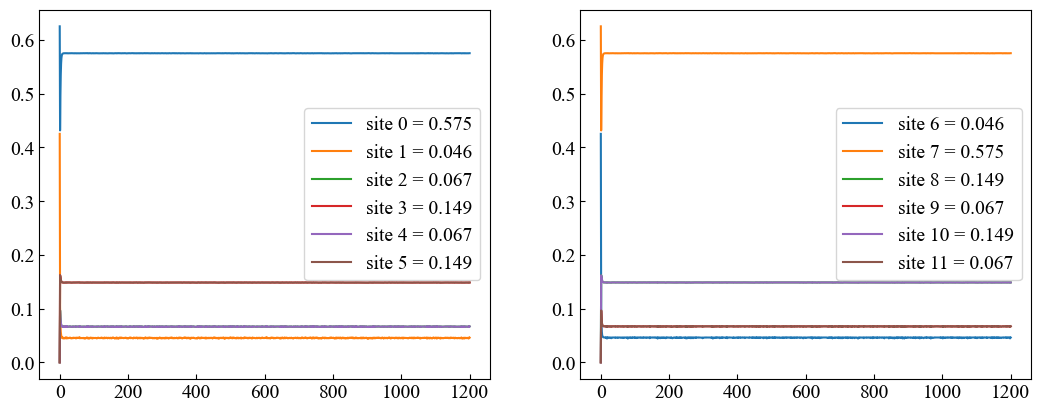 0.6
0.5
0.4
0.3
0.2
0.1
0.0
0 200 400 600 800 1000 1200
site 0 = 0.575
site 1 = 0.046
site 2 = 0.067
site 3 = 0.149
site 4 = 0.067
site 5 = 0.149
0.6
0.5
0.4
0.3
0.2
0.1
0.0
0 200 400 600 800 1000 1200
site 6 = 0.046
site 7 = 0.575
site 8 = 0.149
site 9 = 0.067
site 10 = 0.149
site 11 = 0.067